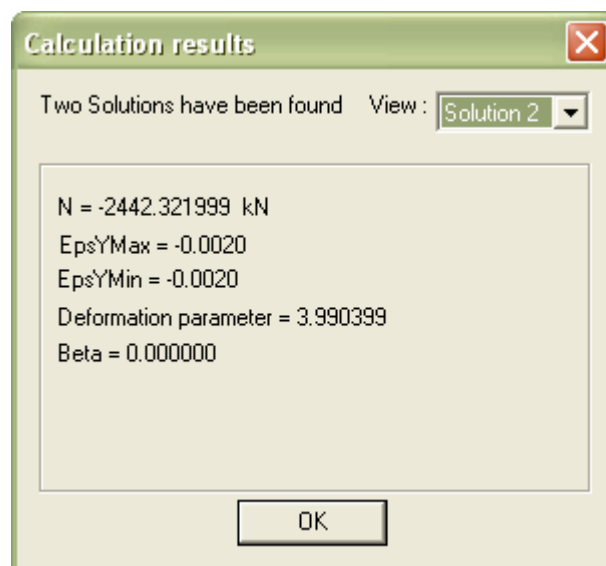 Calculation results
Two Solutions have been found View : Solution 2
N = -2442.321999 kN
EpsYMax = -0.0020
EpsYMin = -0.0020
Deformation parameter = 3.990399
Beta = 0.000000
OK